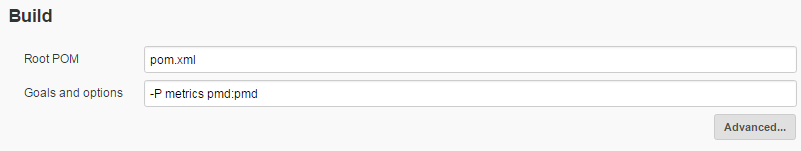 Build
Root POM pom.xml
Goals and options -P metrics pmd:pmd
Advanced...